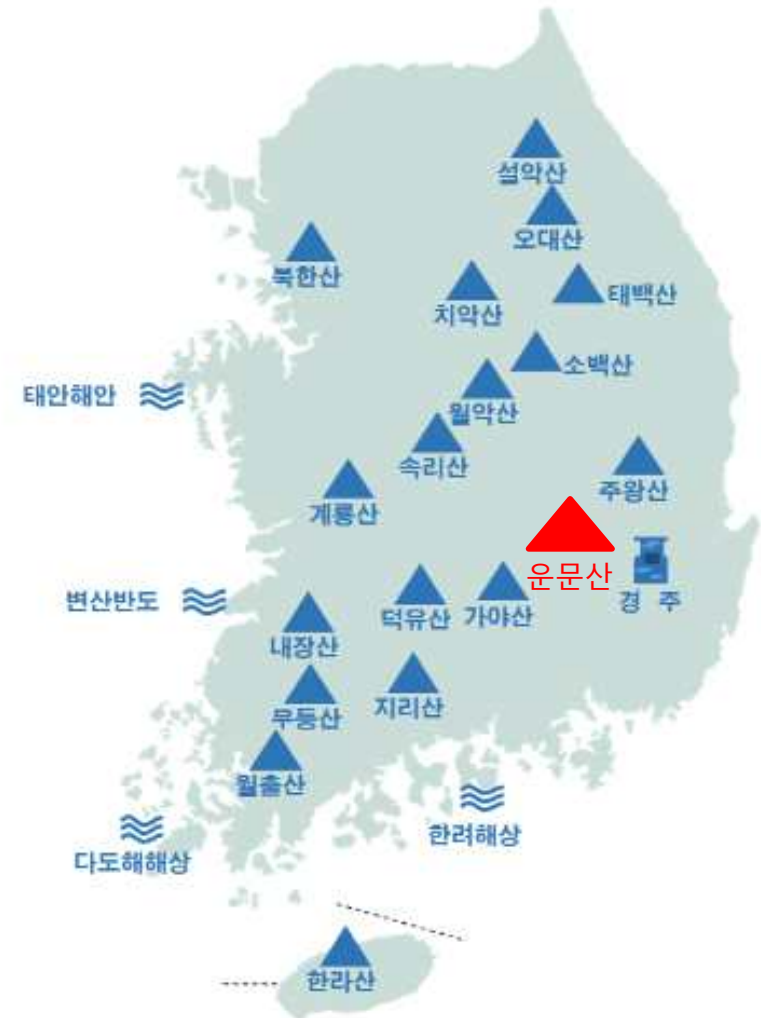 설악산
오대산
북한산
치악산
태백산
소백산
태안해안
월악산
속리산
주왕산
계룡산
운문산
변산반도
덕유산
가야산
경 주
내장산
지리산
무등산
월출산
한려해상
다도해해상
한라산